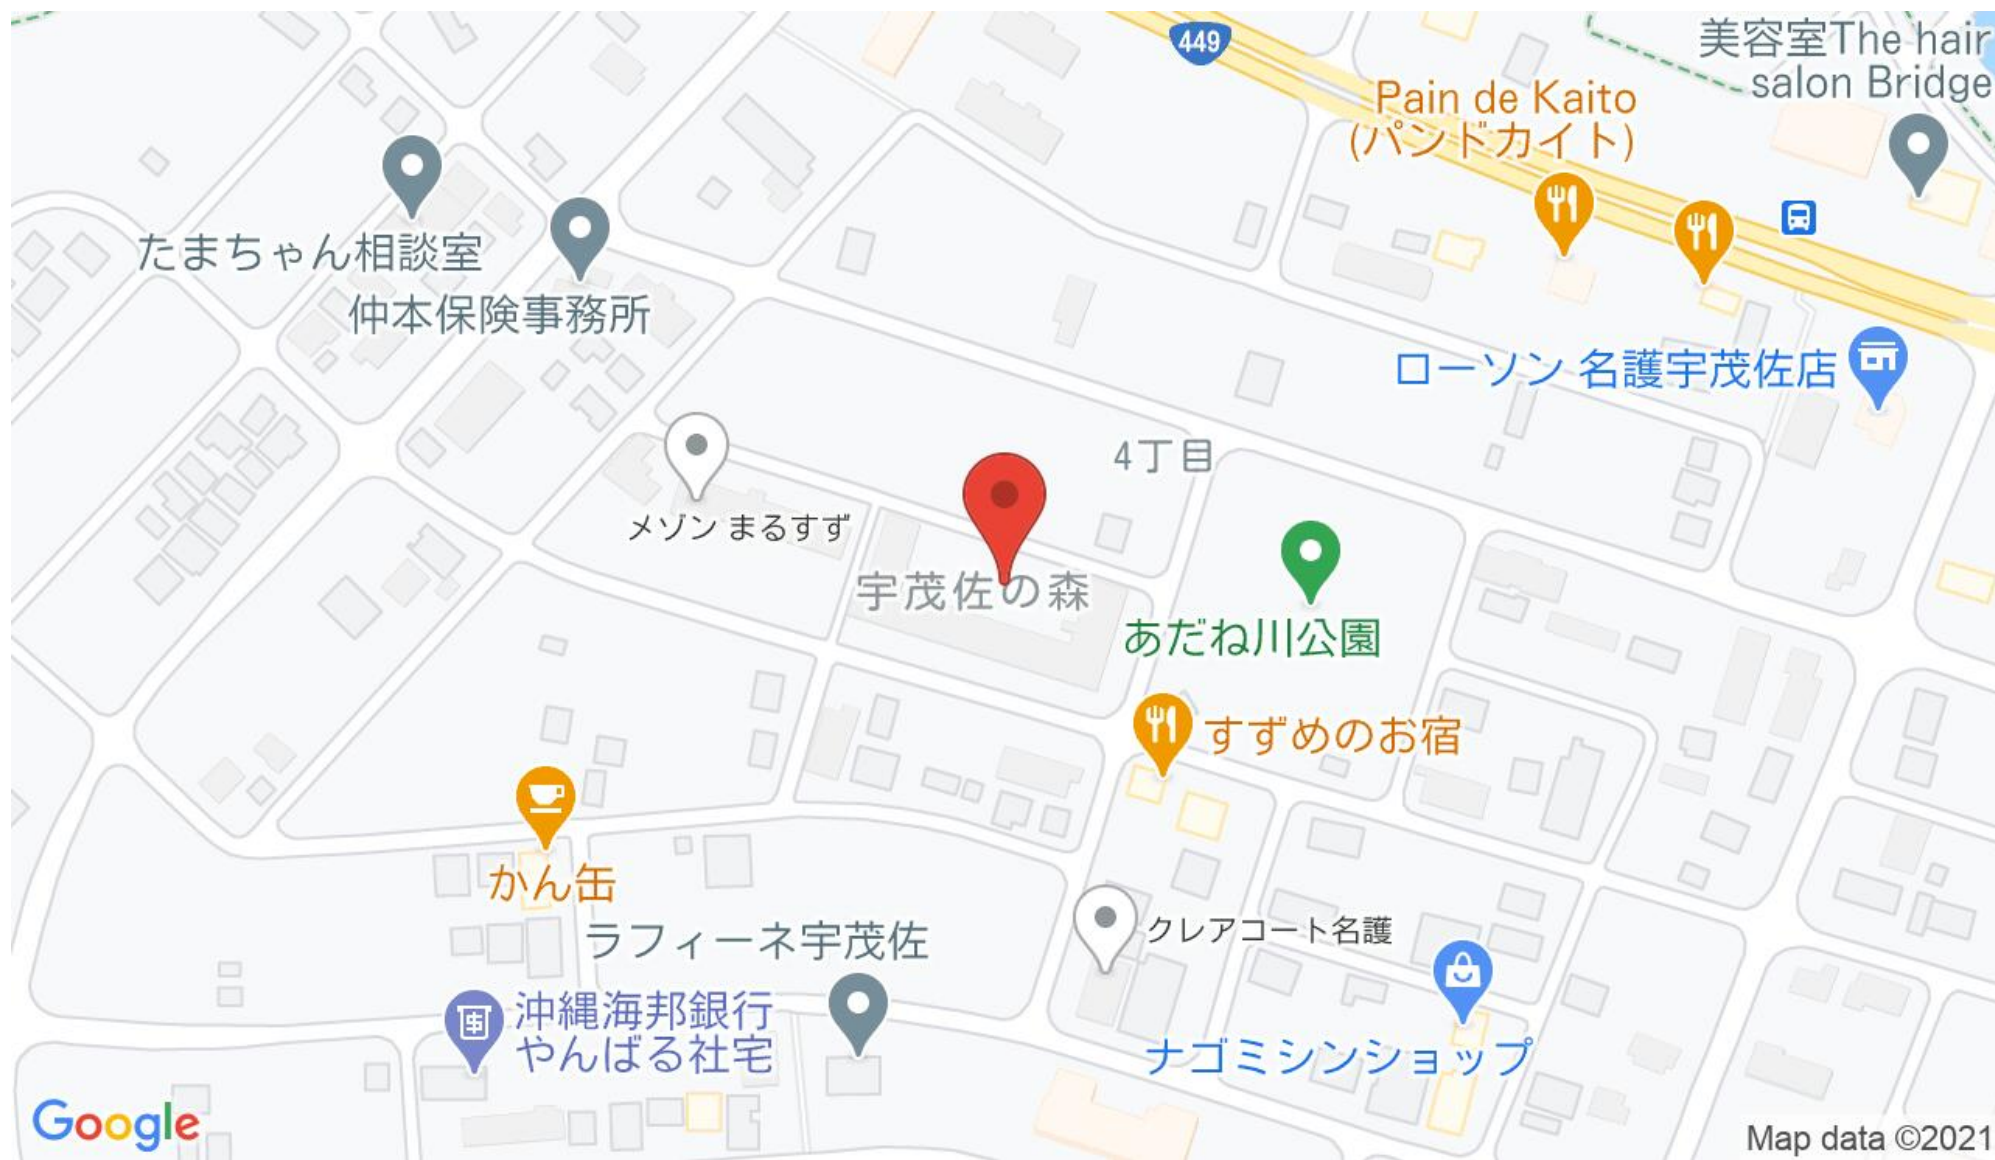 449
美容室The hair
salon Bridge
Pain de Kaito
(パンドカイト)
たまちゃん相談室
仲本保険事務所
ローソン 名護宇茂佐店
4丁目
メゾン まるすず
宇茂佐の森
あだね川公園
すずめのお宿
かん缶
ラフィーネ宇茂佐
クレアコート名護
沖縄海邦銀行
やんばる社宅
ナゴミシンショップ
Google
Map data ©2021